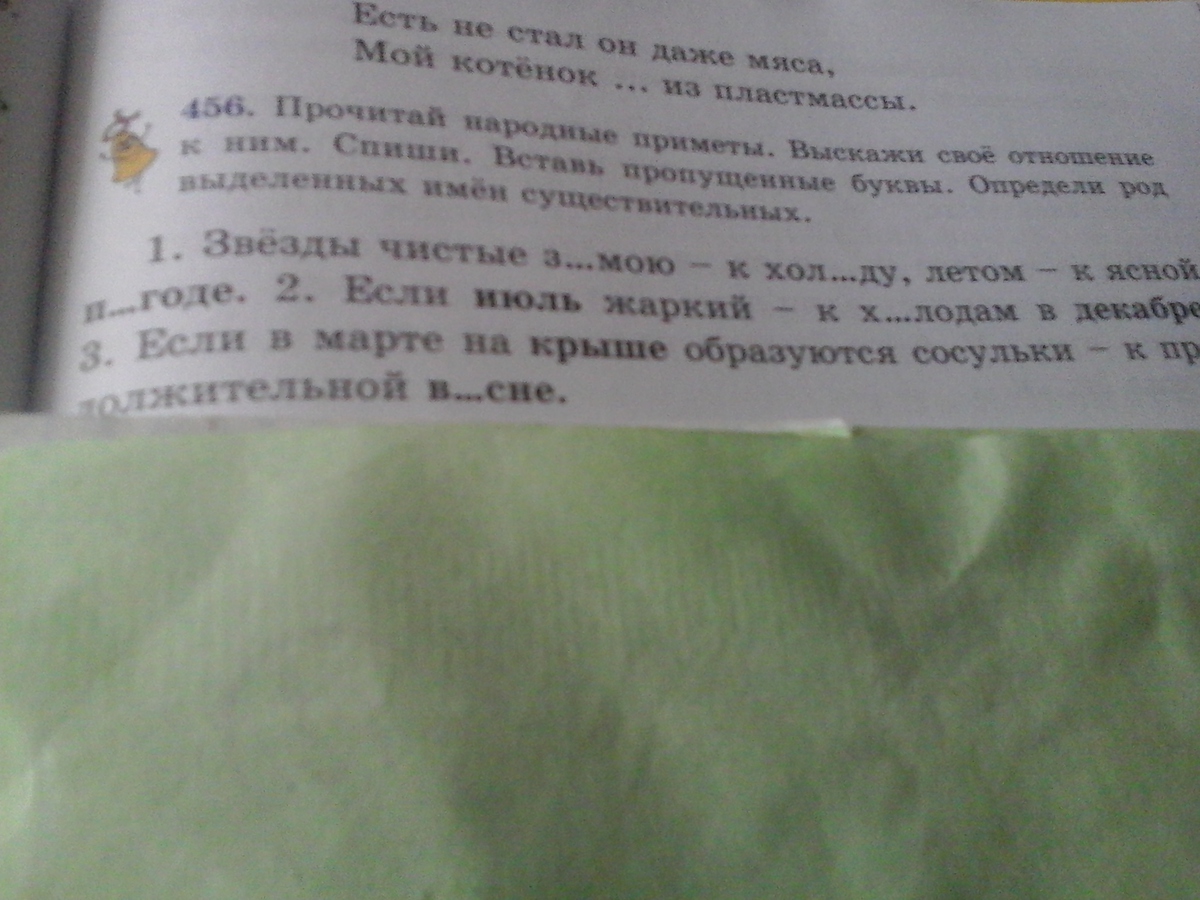 Есть не стал он даже мяса,
Мой котёнок ... из пластмассы.
456. Прочитай народные приметы. Выскажи своё отношение
к ним. Спиши. Вставь пропущенные буквы. Определи род
выделенных имён существительных.
1. Звёзды чистые з...мою – к хол...ду, летом – к ясной
п...годе. 2. Если июль жаркий – к х...лодам в декабре
3. Если в марте на крыше образуются сосульки – к пр
должительной в...сне.